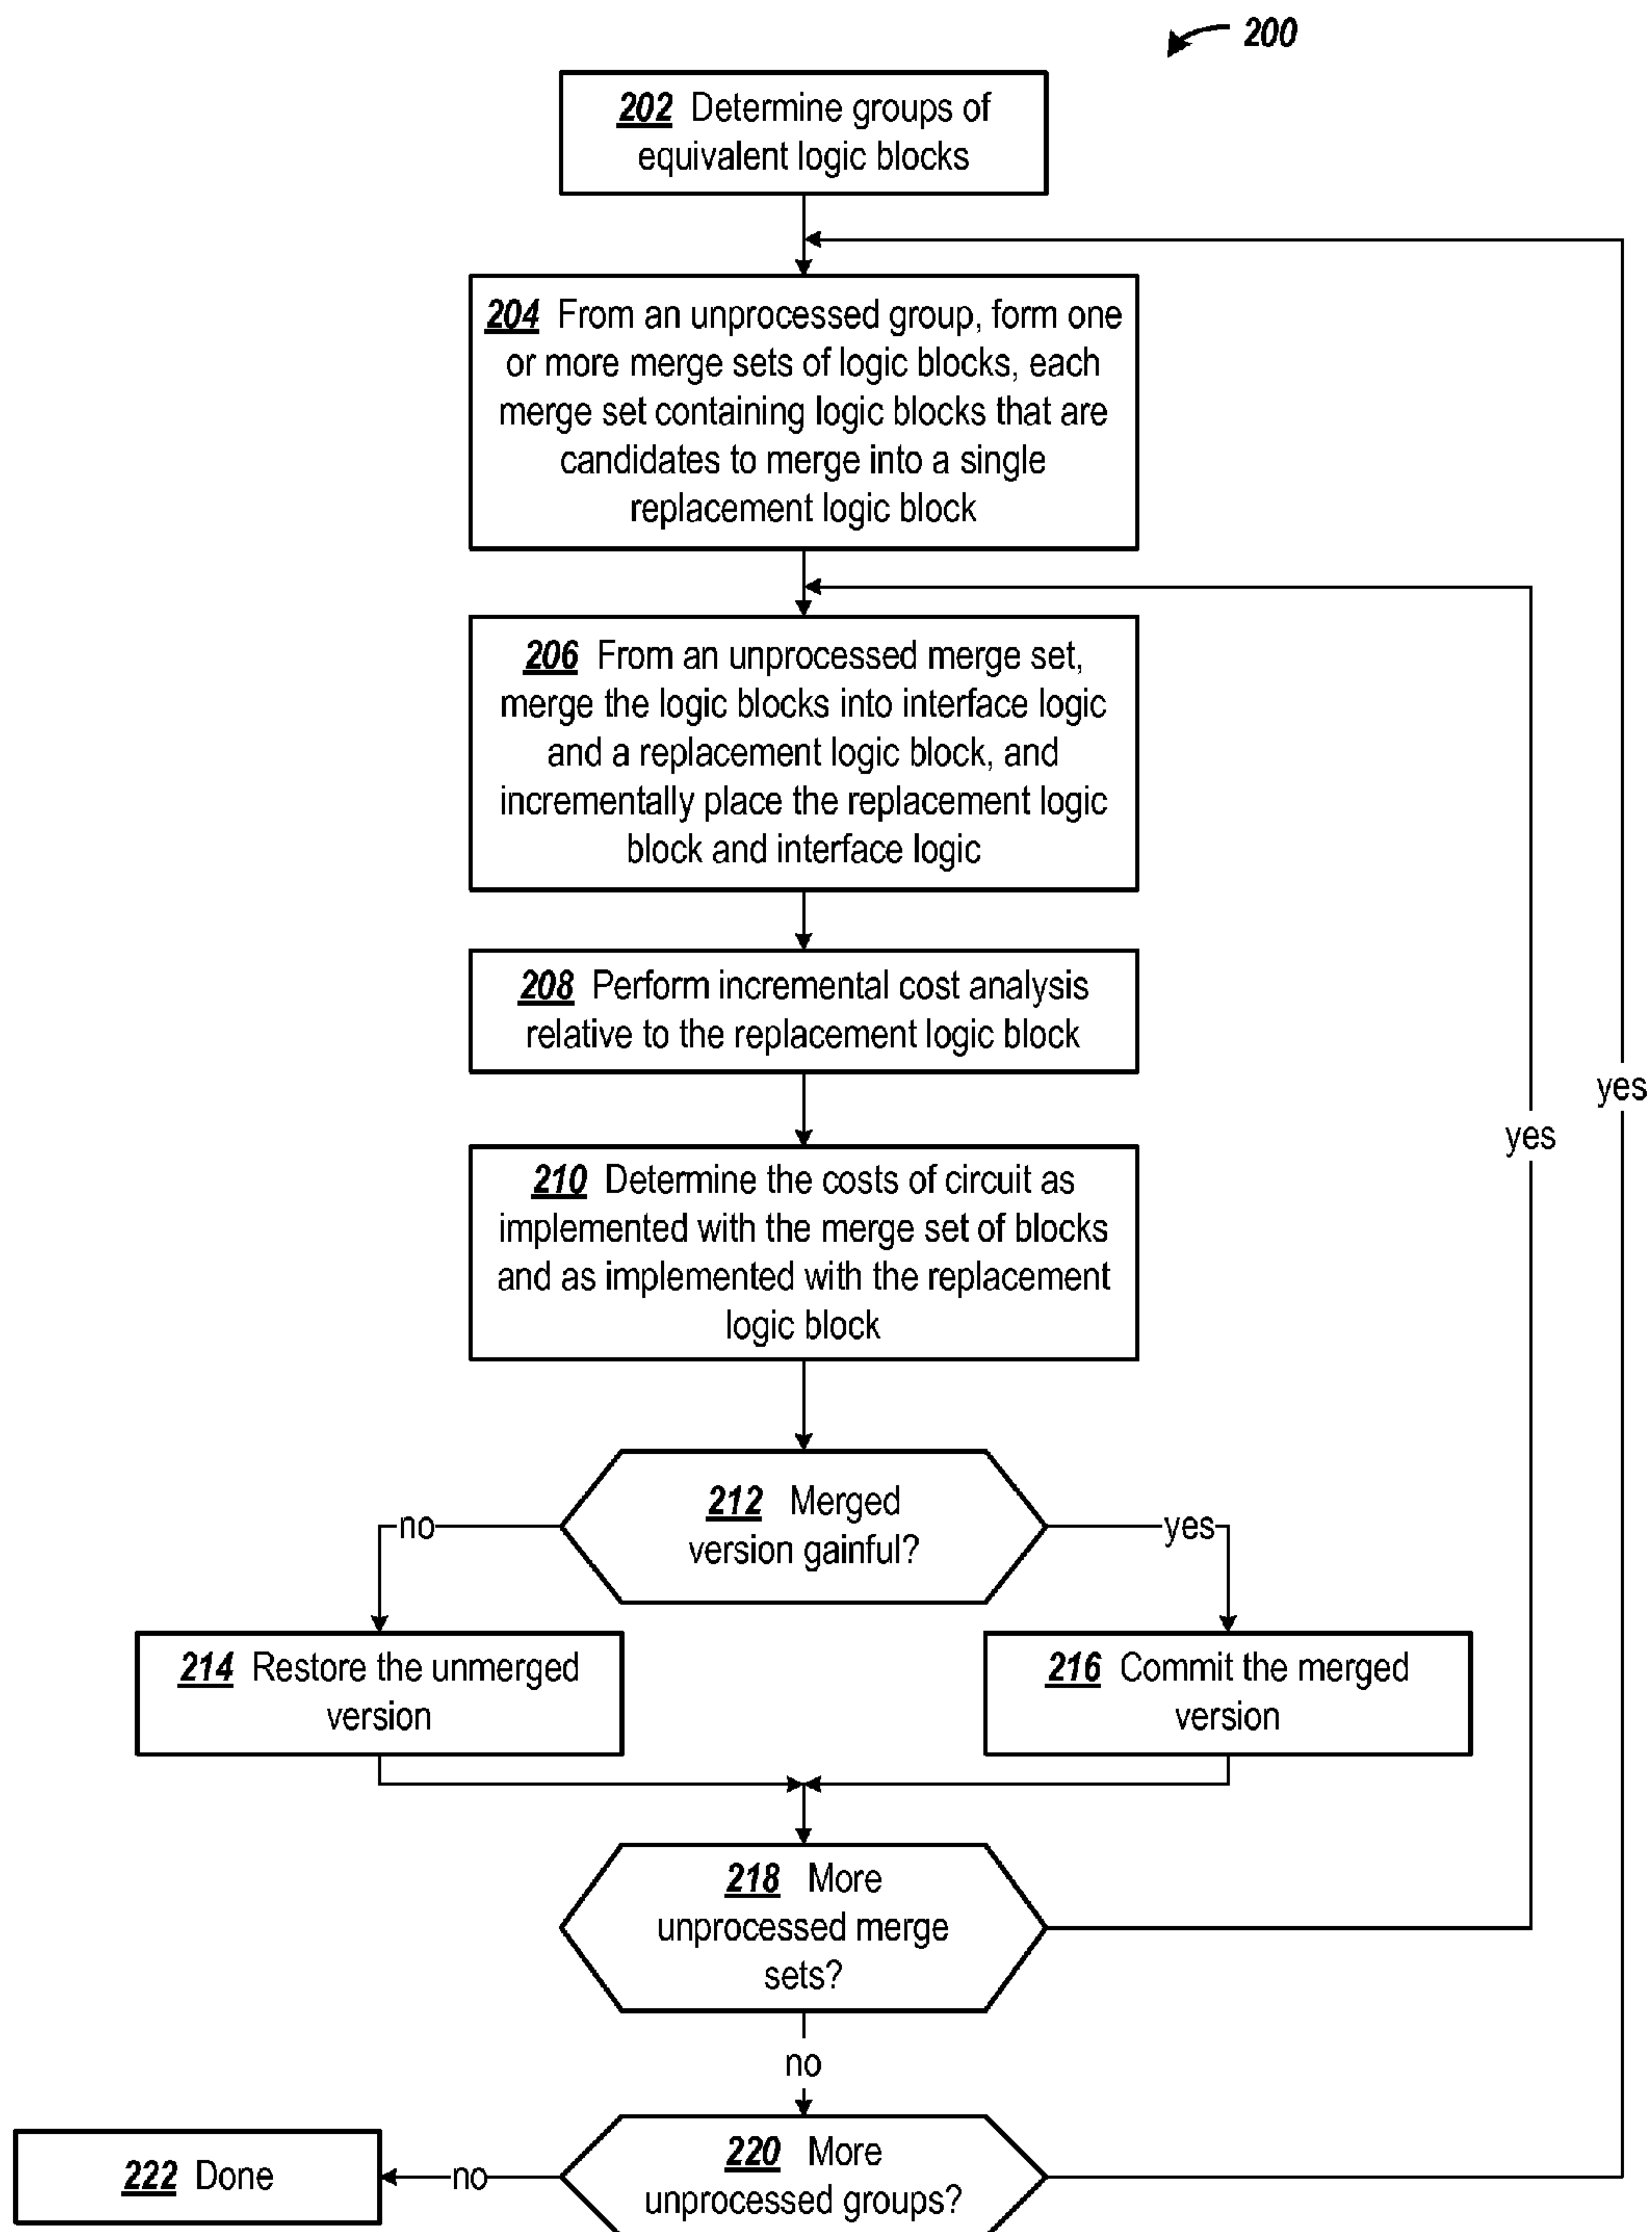 200
202 Determine groups of
equivalent logic blocks
204 From an unprocessed group, form one
or more merge sets of logic blocks, each
merge set containing logic blocks that are
candidates to merge into a single
replacement logic block
206 From an unprocessed merge set,
merge the logic blocks into interface logic
and a replacement logic block, and
incrementally place the replacement logic
block and interface logic
208 Perform incremental cost analysis
relative to the replacement logic block
yes
yes
210 Determine the costs of circuit as
implemented with the merge set of blocks
and as implemented with the replacement
logic block
212 Merged
version gainful?
no
yes
214 Restore the unmerged
version
216 Commit the merged
version
218 More
unprocessed merge
sets?
no
220 More
unprocessed groups?
no
222 Done